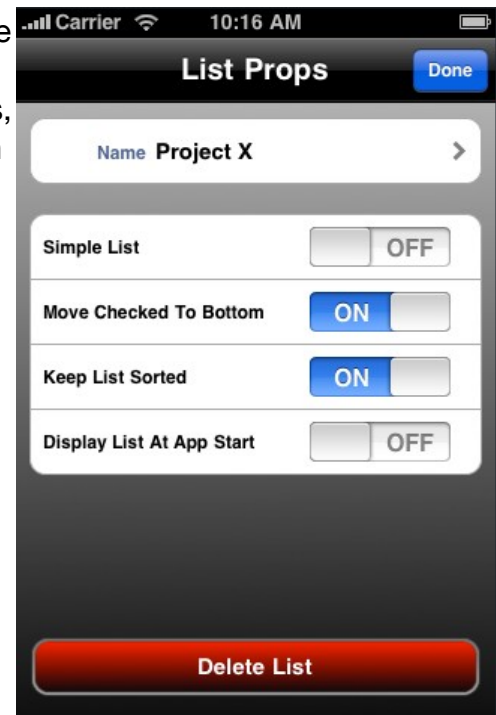 Carrier 10:16 AM
List Props Done
Name Project X
Simple List OFF
Move Checked To Bottom ON
Keep List Sorted ON
Display List At App Start OFF
Delete List